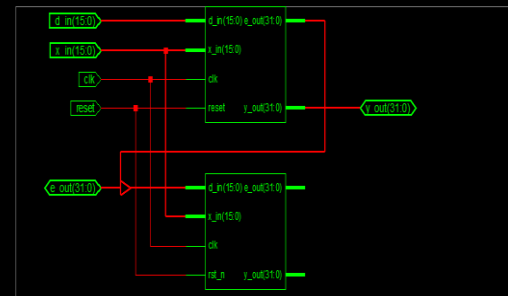 d_in(15:0)
x_in(15:0)
clk
reset
d_in(15:0) e_out(31:0)
x_in(15:0)
clk
reset y_out(31:0)
y_out(31:0)
e_out(31:0)
d_in(15:0) e_out(31:0)
x_in(15:0)
clk
rst_n y_out(31:0)